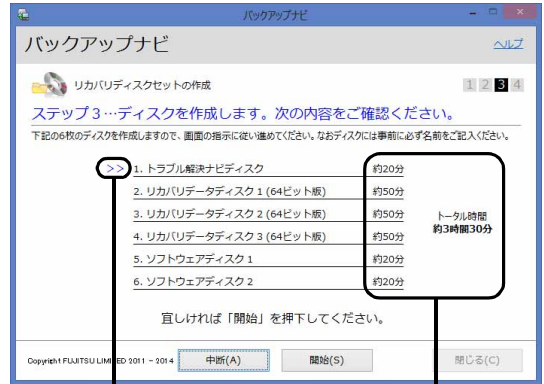 バックアップナビ
バックアップナビ
ヘルプ
リカバリディスクセットの作成
1 2 3 4
ステップ3…ディスクを作成します。次の内容をご確認ください。
下記の6枚のディスクを作成しますので、画面の指示に従い進めてください。なおディスクには事前に必ず名前をご記入ください。
>> 1. トラブル解決ナビディスク 約20分
2. リカバリデータディスク 1 (64ビット版) 約50分
3. リカバリデータディスク 2 (64ビット版) 約50分
トータル時間
約3時間30分
4. リカバリデータディスク 3 (64ビット版) 約50分
5. ソフトウェアディスク 1 約20分
6. ソフトウェアディスク 2 約20分
宜しければ「開始」を押下してください。
Copyright FUJITSU LIMITED 2011 - 2014 中断(A) 開始(S) 閉じる(C)